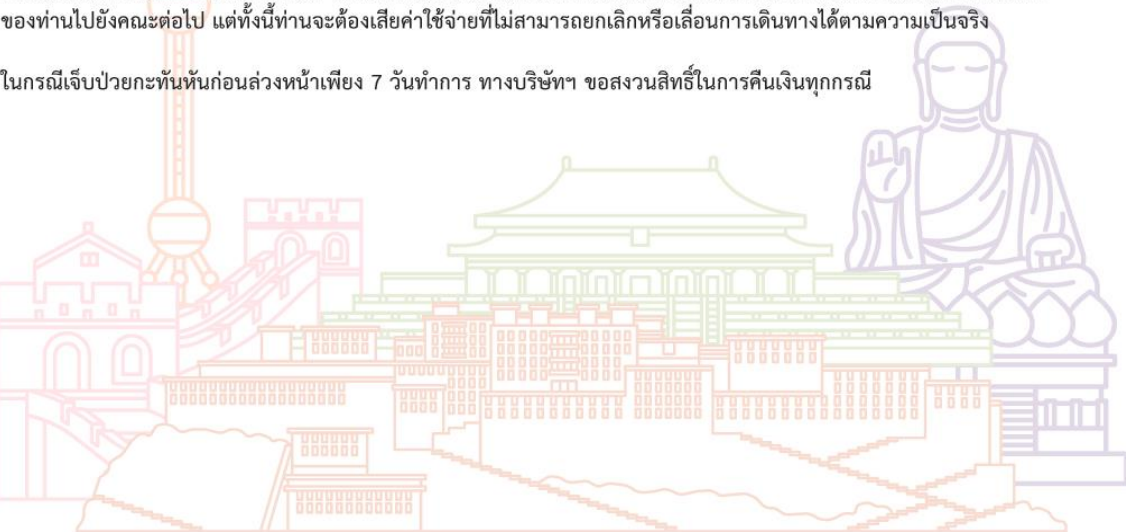 ของท่านไปยังคณะต่อไป แต่ทั้งนี้ท่านจะต้องเสียค่าใช้จ่ายที่ไม่สามารถยกเลิกหรือเลื่อนการเดินทางได้ตามความเป็นจริง
ในกรณีเจ็บป่วยกะทันหันก่อนล่วงหน้าเพียง 7 วันทำการ ทางบริษัทฯ ขอสงวนสิทธิ์ในการคืนเงินทุกกรณี